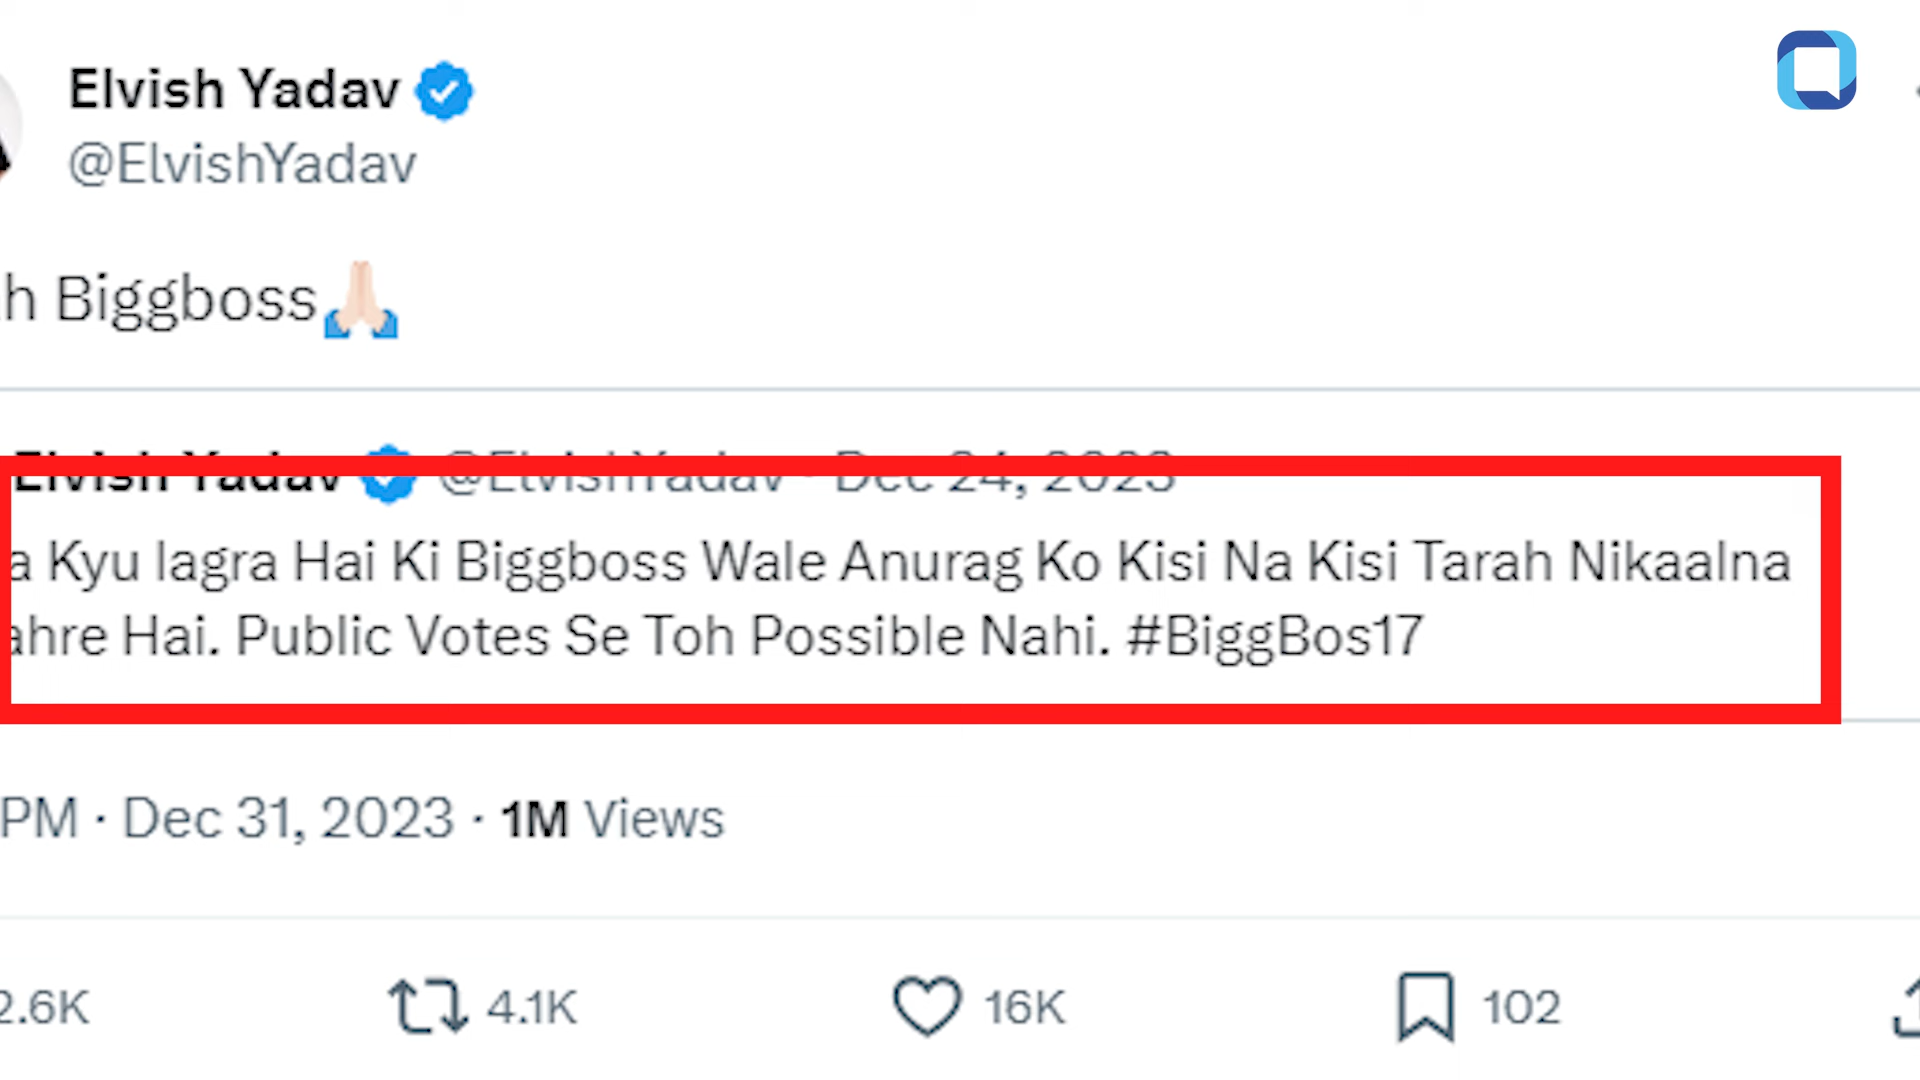 Elvish Yadav
@ElvishYadav
h Biggboss🙏🏻
Elvish Yadav @ElvishYadav · Dec 24, 2023
a Kyu lagra Hai Ki Biggboss Wale Anurag Ko Kisi Na Kisi Tarah Nikaalna
ahre Hai. Public Votes Se Toh Possible Nahi. #BiggBos17
PM · Dec 31, 2023 · 1M Views
2.6K 4.1K 16K 102